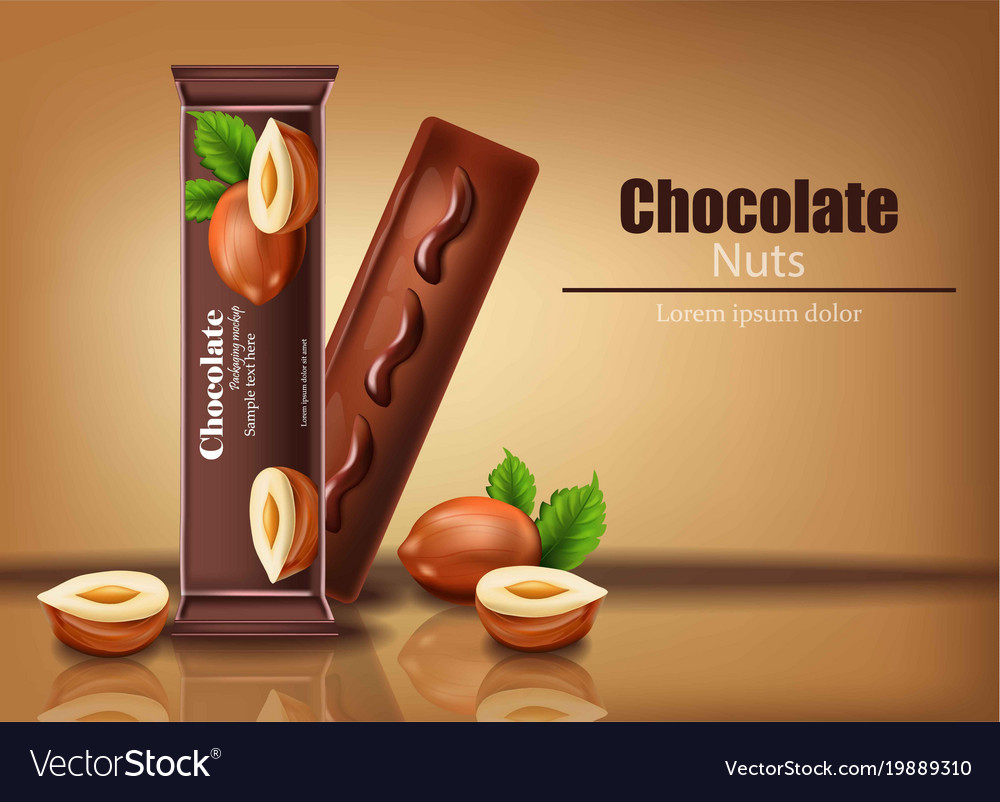 Chocolate
Packaging mockup
Sample text here
Lorem ipsum dolor sit amet
Chocolate
Nuts
Lorem ipsum dolor
VectorStock®
VectorStock.com/19889310